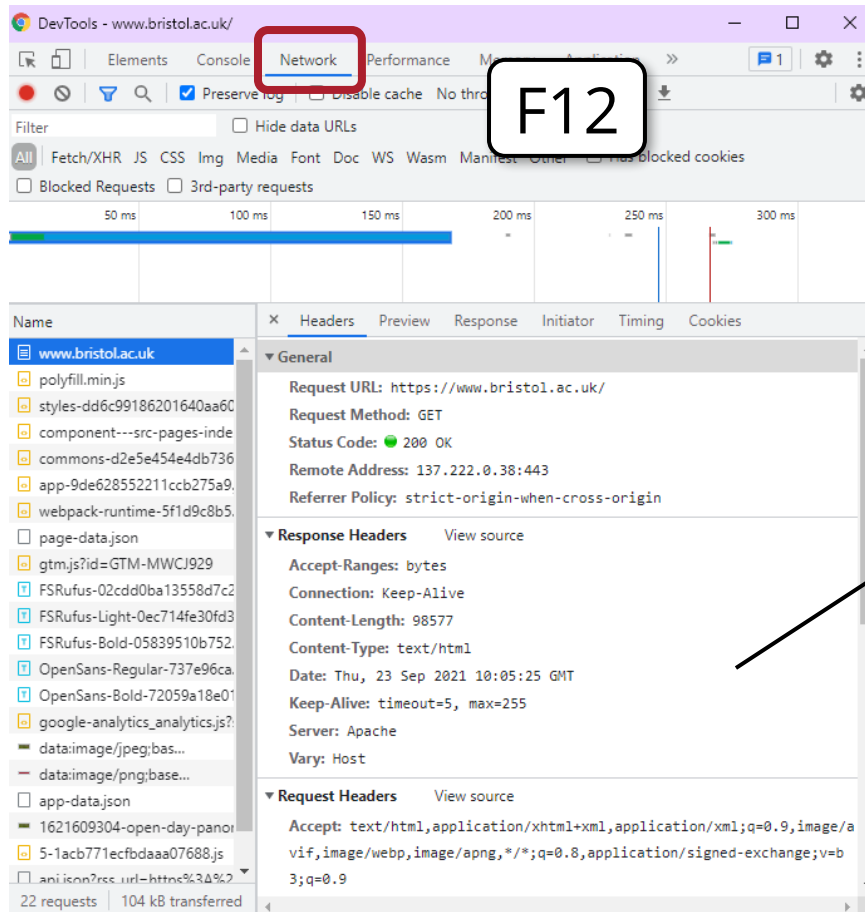 DevTools - www.bristol.ac.uk/
Elements Console Network Performance
1
Preserve log Disable cache No
F12
Filter
Hide data URLs
All Fetch/XHR JS CSS Img Media Font Doc WS Wasm Manifest Other Has blocked cookies
Blocked Requests 3rd-party requests
50 ms 100 ms 150 ms 200 ms 250 ms 300 ms
Name
www.bristol.ac.uk
polyfill.min.js
styles-dd6c99186201640aa60
component---src-pages-inde
commons-d2e5e454e4db736
app-9de628552211ccb275a9.
webpack-runtime-5f1d9c8b5.
page-data.json
gtm.js?id=GTM-MWCJ929
FSRufus-02cdd0ba13558d7c2
FSRufus-Light-0ec714fe30fd3
FSRufus-Bold-05839510b752.
OpenSans-Regular-737e96ca.
OpenSans-Bold-72059a18e01
google-analytics_analytics.js?
data:image/jpeg;bas...
data:image/png;base...
app-data.json
1621609304-open-day-panor
5-1acb771ecfbdaaa07688.js
api.json?rss_url=https%3A%2
22 requests 104 kB transferred
× Headers Preview Response Initiator Timing Cookies
General
Request URL: https://www.bristol.ac.uk/
Request Method: GET
Status Code: 200 OK
Remote Address: 137.222.0.38:443
Referrer Policy: strict-origin-when-cross-origin
Response Headers View source
Accept-Ranges: bytes
Connection: Keep-Alive
Content-Length: 98577
Content-Type: text/html
Date: Thu, 23 Sep 2021 10:05:25 GMT
Keep-Alive: timeout=5, max=255
Server: Apache
Vary: Host
Request Headers View source
Accept: text/html,application/xhtml+xml,application/xml;q=0.9,image/a
vif,image/webp,image/apng,*/*;q=0.8,application/signed-exchange;v=b
3;q=0.9